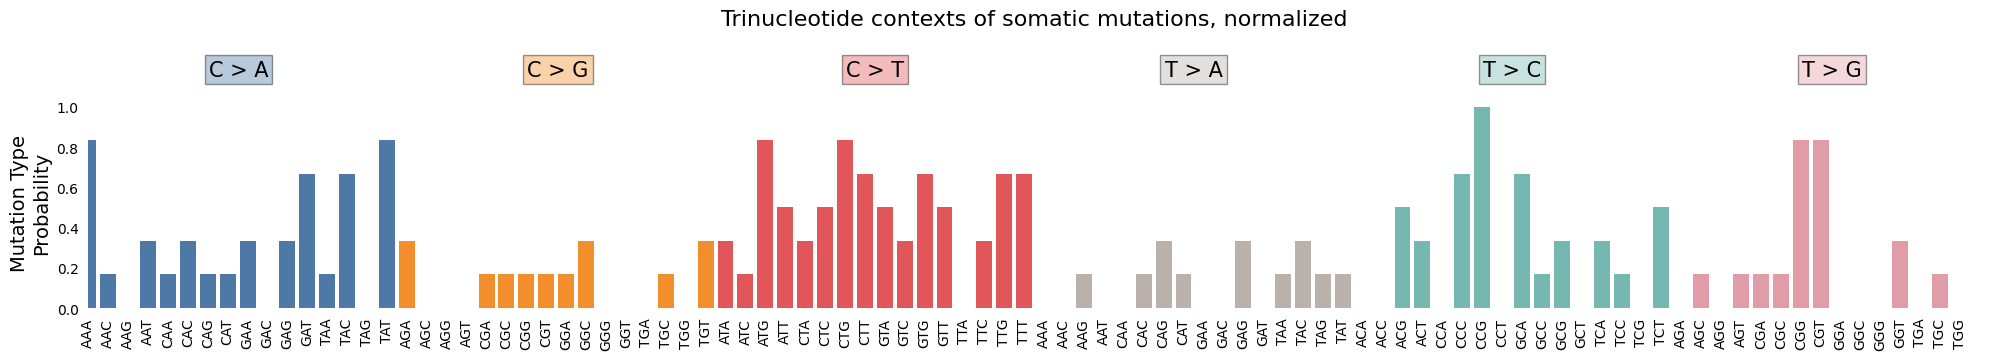 Trinucleotide contexts of somatic mutations, normalized
C > A
C > G
C > T
T > A
T > C
T > G
Mutation Type
Probability
1.0
0.8
0.6
0.4
0.2
0.0
AAA AAC AAG AAT CAA CAC CAG CAT GAA GAC GAG GAT TAA TAC TAG TAT AGA AGC AGG AGT CGA CGC CGG CGT GGA GGC GGG GGT TGA TGC TGG TGT ATA ATC ATG ATT CTA CTC CTG CTT GTA GTC GTG GTT TTA TTC TTG TTT AAA AAC AAG AAT CAA CAC CAG CAT GAA GAC GAG GAT TAA TAC TAG TAT ACA ACC ACG ACT CCA CCC CCG CCT GCA GCC GCG GCT TCA TCC TCG TCT AGA AGC AGG AGT CGA CGC CGG CGT GGA GGC GGG GGT TGA TGC TGG